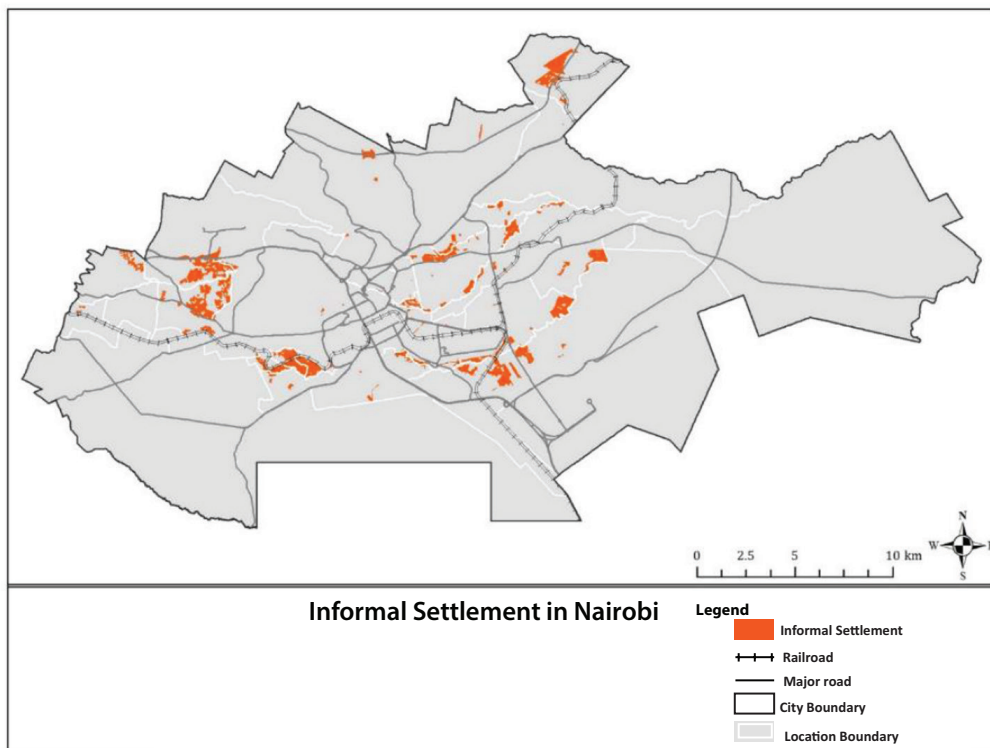 N
W
E
S
0 2.5 5 10 km
Informal Settlement in Nairobi
Legend
Informal Settlement
Railroad
Major road
City Boundary
Location Boundary